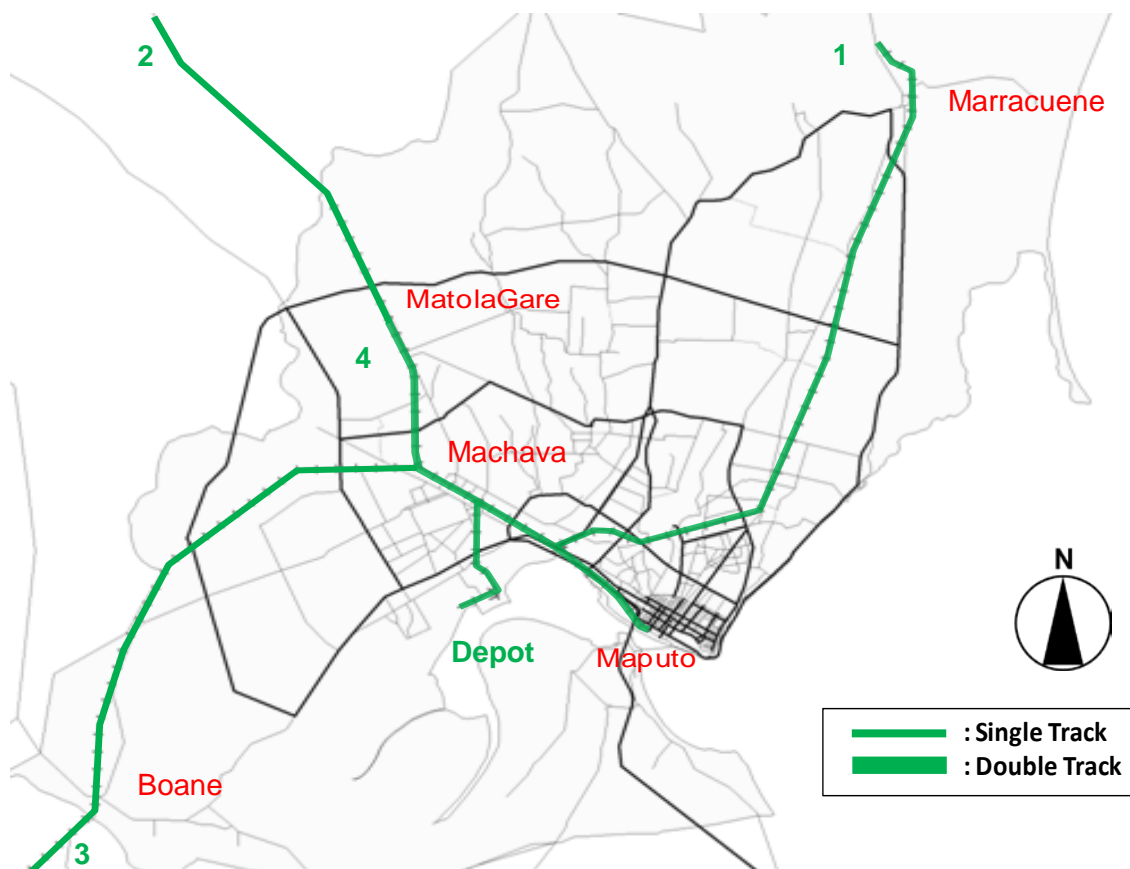 1
2
Marracuene
MatolaGare
4
Machava
N
Depot
Maputo
: Single Track
: Double Track
Boane
3